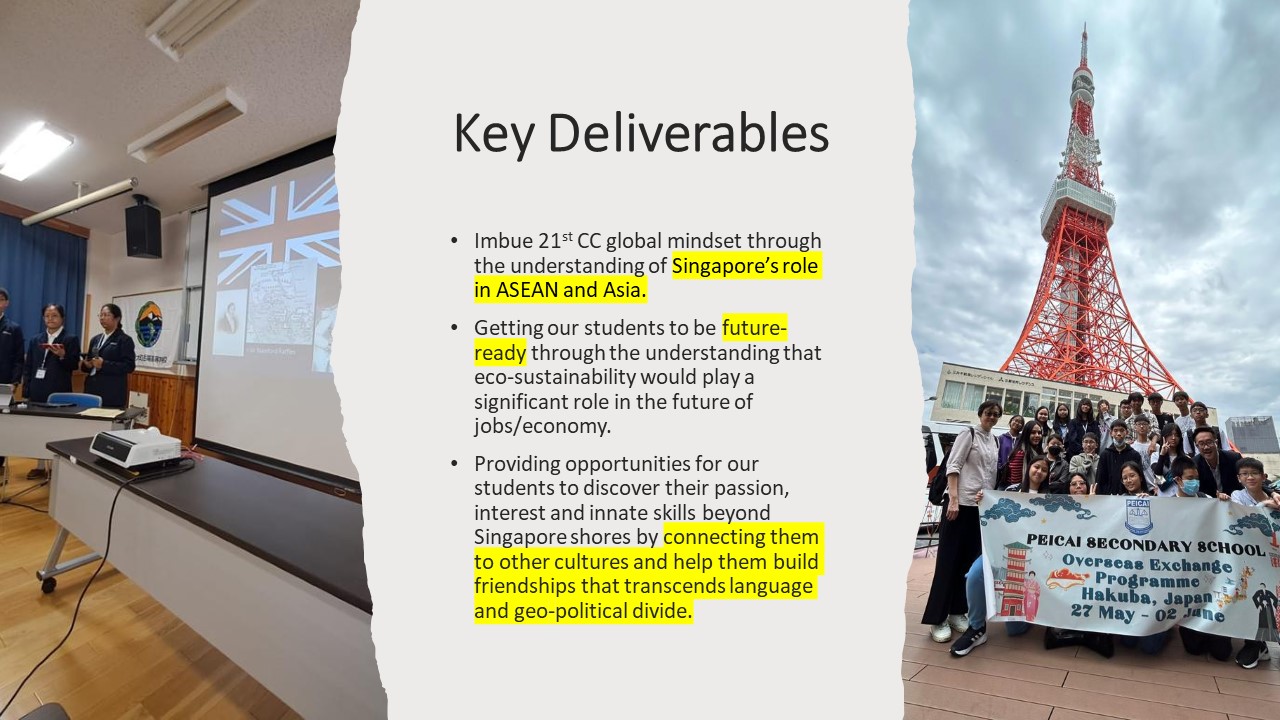 Key Deliverables
• Imbue 21st CC global mindset through
the understanding of Singapore's role
in ASEAN and Asia.
• Getting our students to be future-
ready through the understanding that
eco-sustainability would play a
significant role in the future of
jobs/economy.
• Providing opportunities for our
students to discover their passion,
interest and innate skills beyond
Singapore shores by connecting them
to other cultures and help them build
friendships that transcends language
and geo-political divide.
PEICAI
PEICAI SECONDARY SCHOOL
Overseas Exchange
Programme
Hakuba, Japan
27 May - 02 June